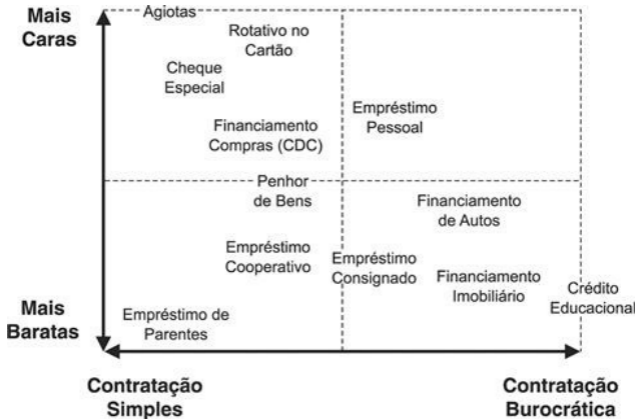 Mais
Caras
Agiotas
Rotativo no
Cartão
Cheque
Especial
Financiamento
Compras (CDC)
Empréstimo
Pessoal
Penhor
de Bens
Financiamento
de Autos
Empréstimo
Cooperativo
Empréstimo
Consignado
Financiamento
Imobiliário
Crédito
Educacional
Mais
Baratas
Empréstimo de
Parentes
Contratação
Simples
Contratação
Burocrática